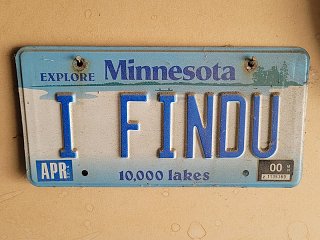 EXPLORE Minnesota
I FINDU
APR 00
10,000 lakes